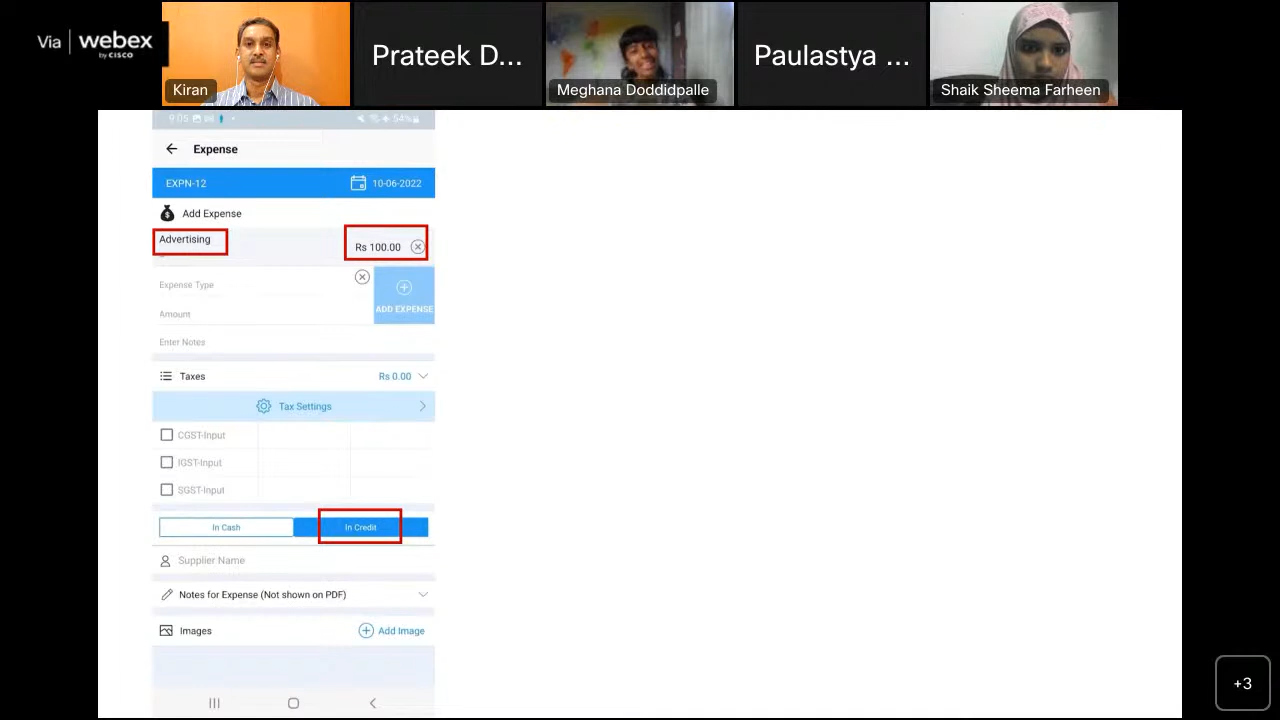 Via webex
by CISCO
Kiran
Prateek D...
Meghana Doddidpalle
Paulastya ...
Shaik Sheema Farheen
9:05
54%
Expense
EXPN-12
10-06-2022
Add Expense
Advertising
Rs 100.00
Expense Type
Amount
ADD EXPENSE
Enter Notes
Taxes
Rs 0.00
Tax Settings
CGST-Input
IGST-Input
SGST-Input
In Cash
In Credit
Supplier Name
Notes for Expense (Not shown on PDF)
Images
Add Image
+3